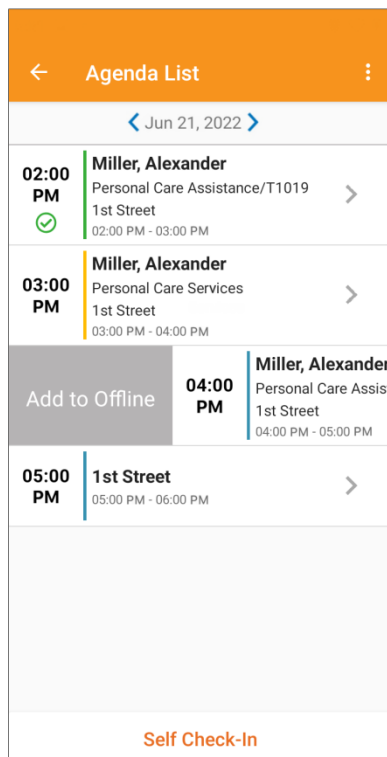 Agenda List
Jun 21, 2022
02:00
PM
Miller, Alexander
Personal Care Assistance/T1019
1st Street
02:00 PM - 03:00 PM
03:00
PM
Miller, Alexander
Personal Care Services
1st Street
03:00 PM - 04:00 PM
Add to Offline
04:00
PM
Miller, Alexander
Personal Care Assis
1st Street
04:00 PM - 05:00 PM
05:00
PM
1st Street
05:00 PM - 06:00 PM
Self Check-In